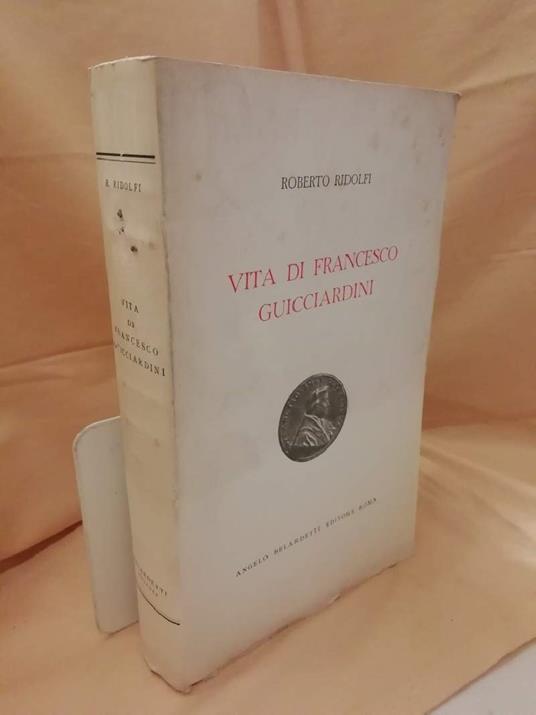 R. RIDOLFI
VITA
DI
FRANCESCO
GUICCIARDINI
ROBERTO RIDOLFI
VITA DI FRANCESCO
GUICCIARDINI
ANGELO BELARDETTI EDITORE ROMA